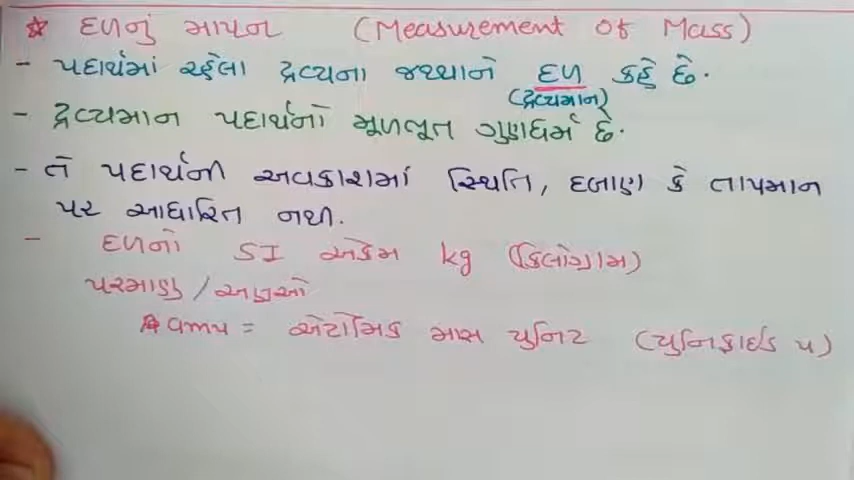 * દળનું માપન (Measurement of Mass)
- પદાર્થમાં રહેલા દ્રવ્યના જથ્થાને દળ કહે છે.
(દ્રવ્યમાન)
- દ્રવ્યમાન પદાર્થનો મૂળભૂત ગુણધર્મ છે.
- તે પદાર્થની અવકાશમાં સ્થિતિ, દબાણ કે તાપમાન
પર આધારિત નથી.
- દળનો SI એકમ kg (કિલોગ્રામ)
પરમાણુ / અણુઓ
* amu = એટોમિક માસ યુનિટ (યુનિફાઇડ u)